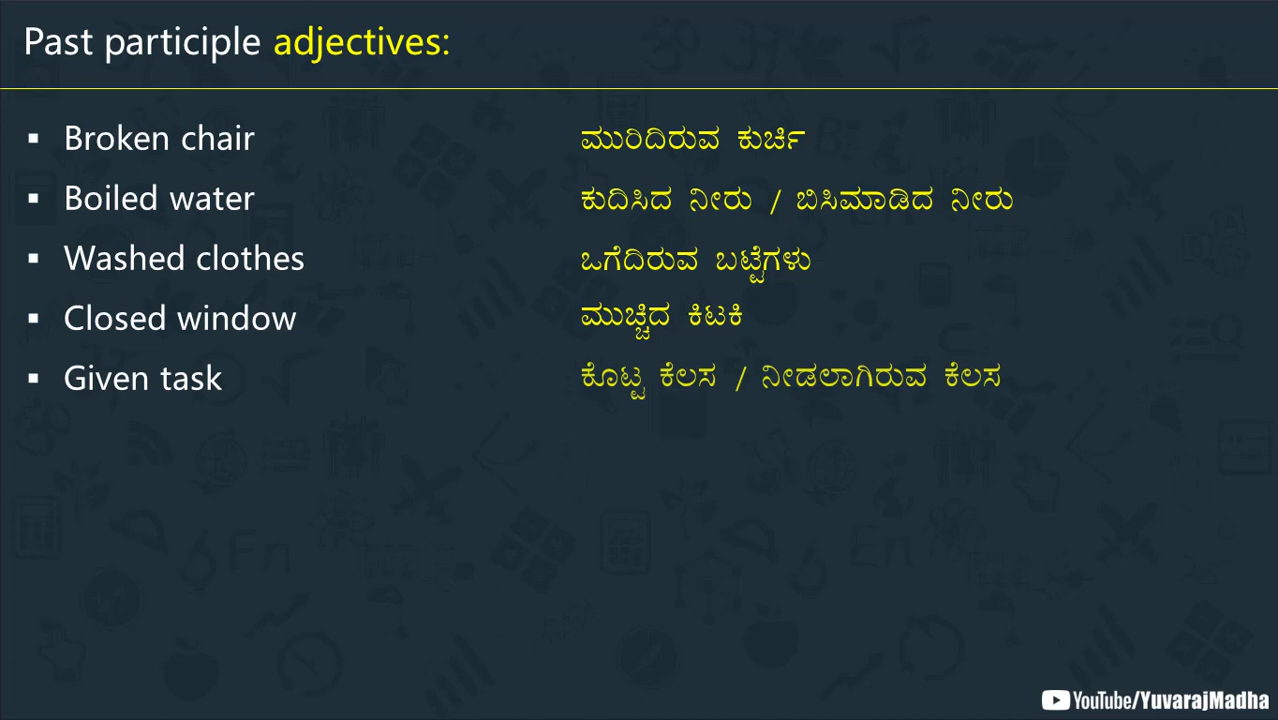 Past participle adjectives:
▪ Broken chair ಮುರಿದಿರುವ ಕುರ್ಚಿ
▪ Boiled water ಕುದಿಸಿದ ನೀರು / ಬಿಸಿಮಾಡಿದ ನೀರು
▪ Washed clothes ಒಗೆದಿರುವ ಬಟ್ಟೆಗಳು
▪ Closed window ಮುಚ್ಚಿದ ಕಿಟಕಿ
▪ Given task ಕೊಟ್ಟ ಕೆಲಸ / ನೀಡಲಾಗಿರುವ ಕೆಲಸ
YouTube/YuvarajMadha